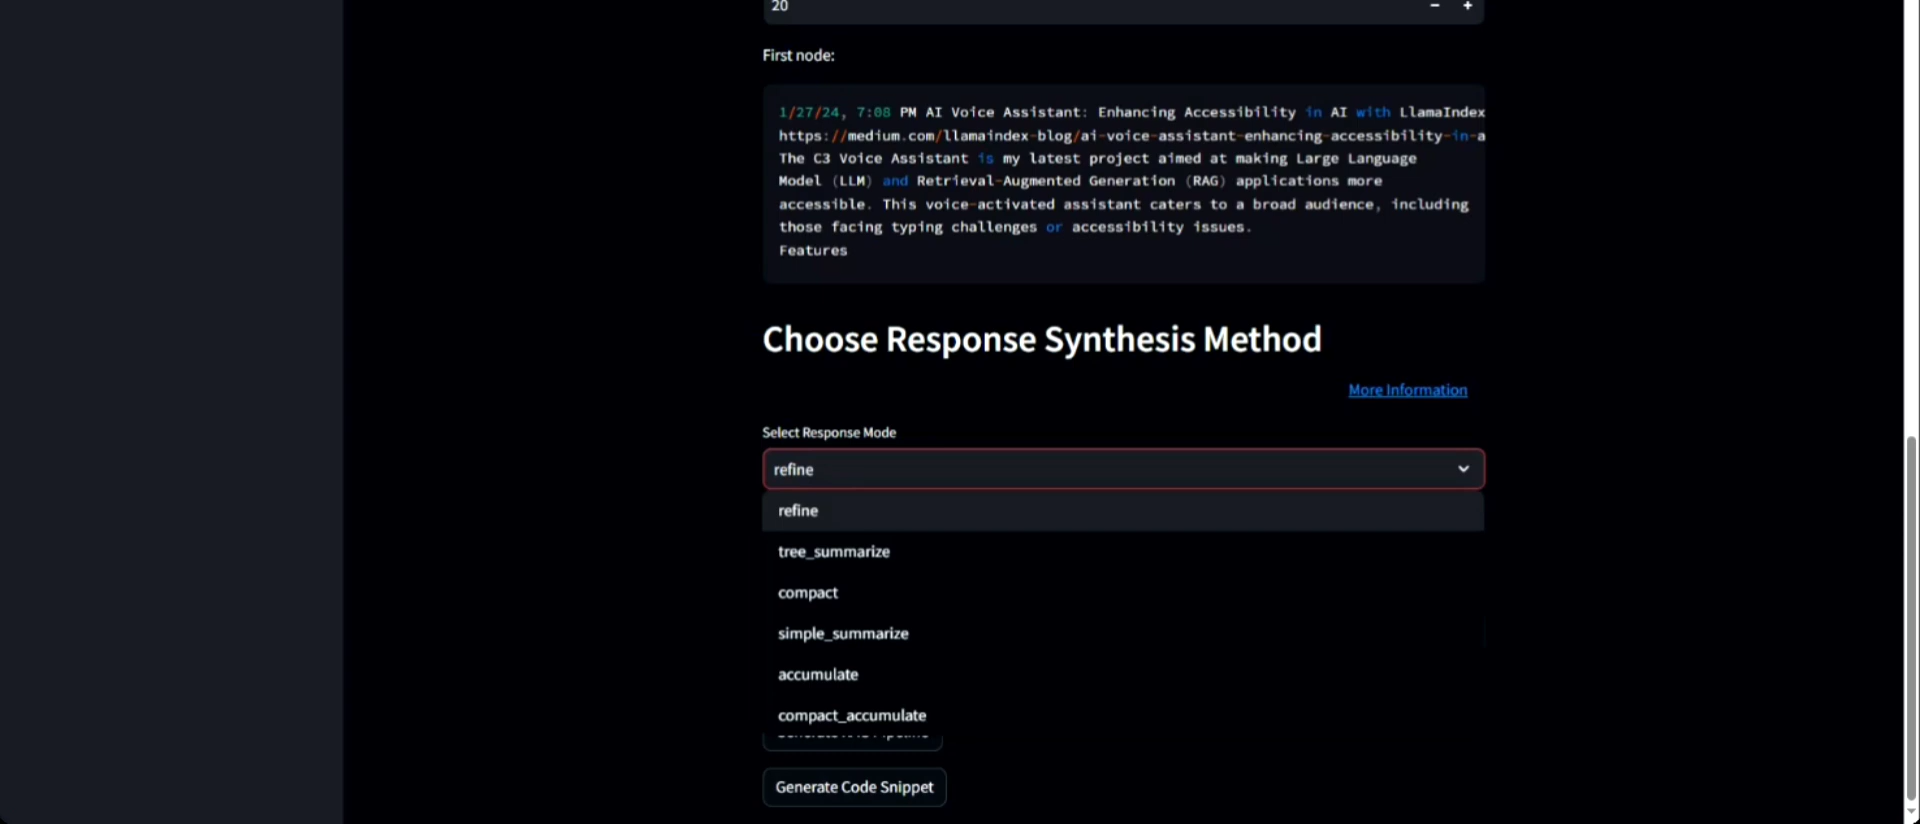 20
First node:
1/27/24, 7:08 PM AI Voice Assistant: Enhancing Accessibility in AI with LlamaIndex
https://medium.com/llamaindex-blog/ai-voice-assistant-enhancing-accessibility-in-a
The C3 Voice Assistant is my latest project aimed at making Large Language
Model (LLM) and Retrieval-Augmented Generation (RAG) applications more
accessible. This voice-activated assistant caters to a broad audience, including
those facing typing challenges or accessibility issues.
Features
Choose Response Synthesis Method
More Information
Select Response Mode
refine
refine
tree_summarize
compact
simple_summarize
accumulate
compact_accumulate
Generate Code Snippet